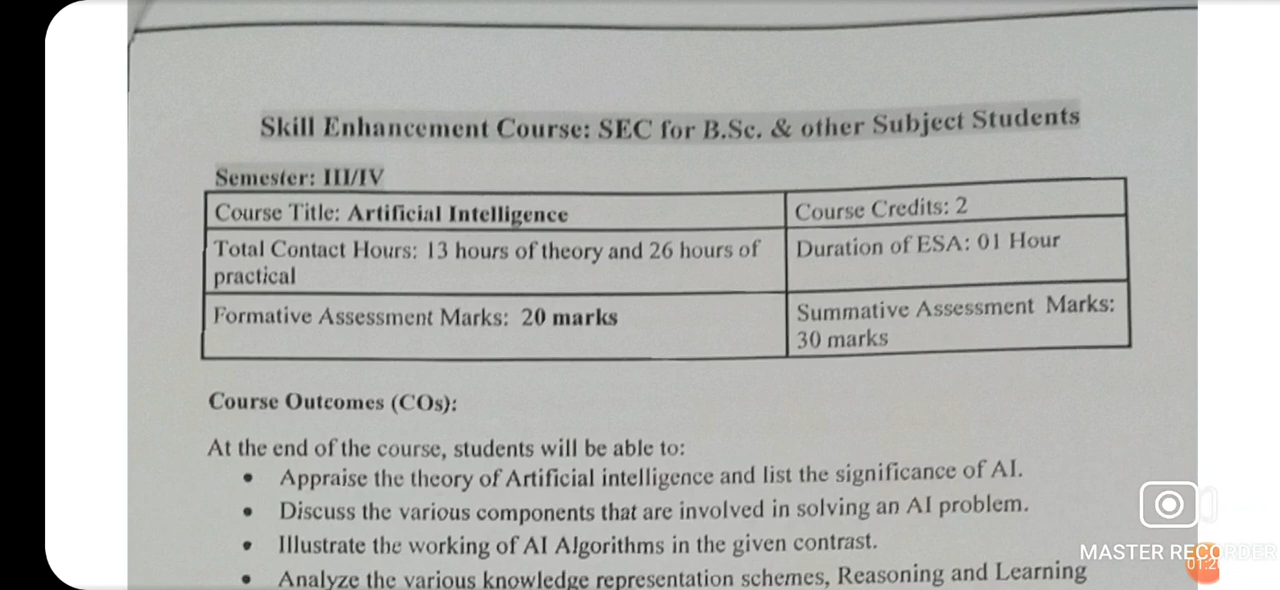 Skill Enhancement Course: SEC for B.Sc. & other Subject Students
Semester: III/IV
Course Title: Artificial Intelligence
Course Credits: 2
Total Contact Hours: 13 hours of theory and 26 hours of
practical
Duration of ESA: 01 Hour
Formative Assessment Marks: 20 marks
Summative Assessment Marks:
30 marks
Course Outcomes (COs):
At the end of the course, students will be able to:
• Appraise the theory of Artificial intelligence and list the significance of AI.
• Discuss the various components that are involved in solving an AI problem.
• Illustrate the working of AI Algorithms in the given contrast.
• Analyze the various knowledge representation schemes, Reasoning and Learning
MASTER RECORDER